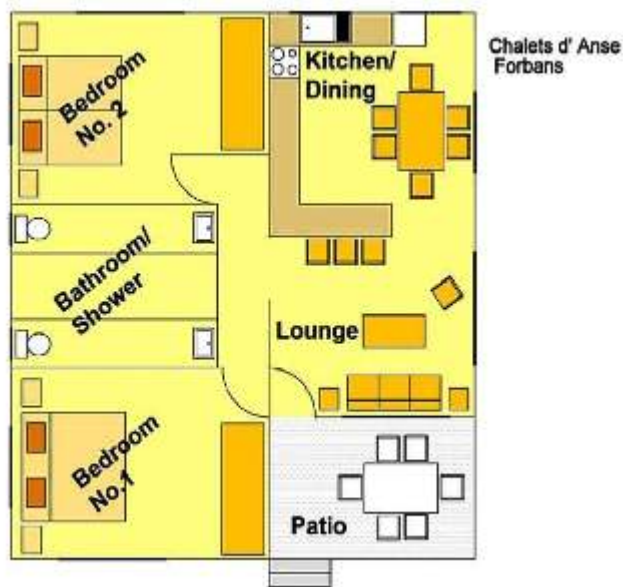 Chalets d' Anse
Forbans
Bedroom
No. 2
Kitchen/
Dining
Bathroom/
Shower
Lounge
Bedroom
No.1
Patio